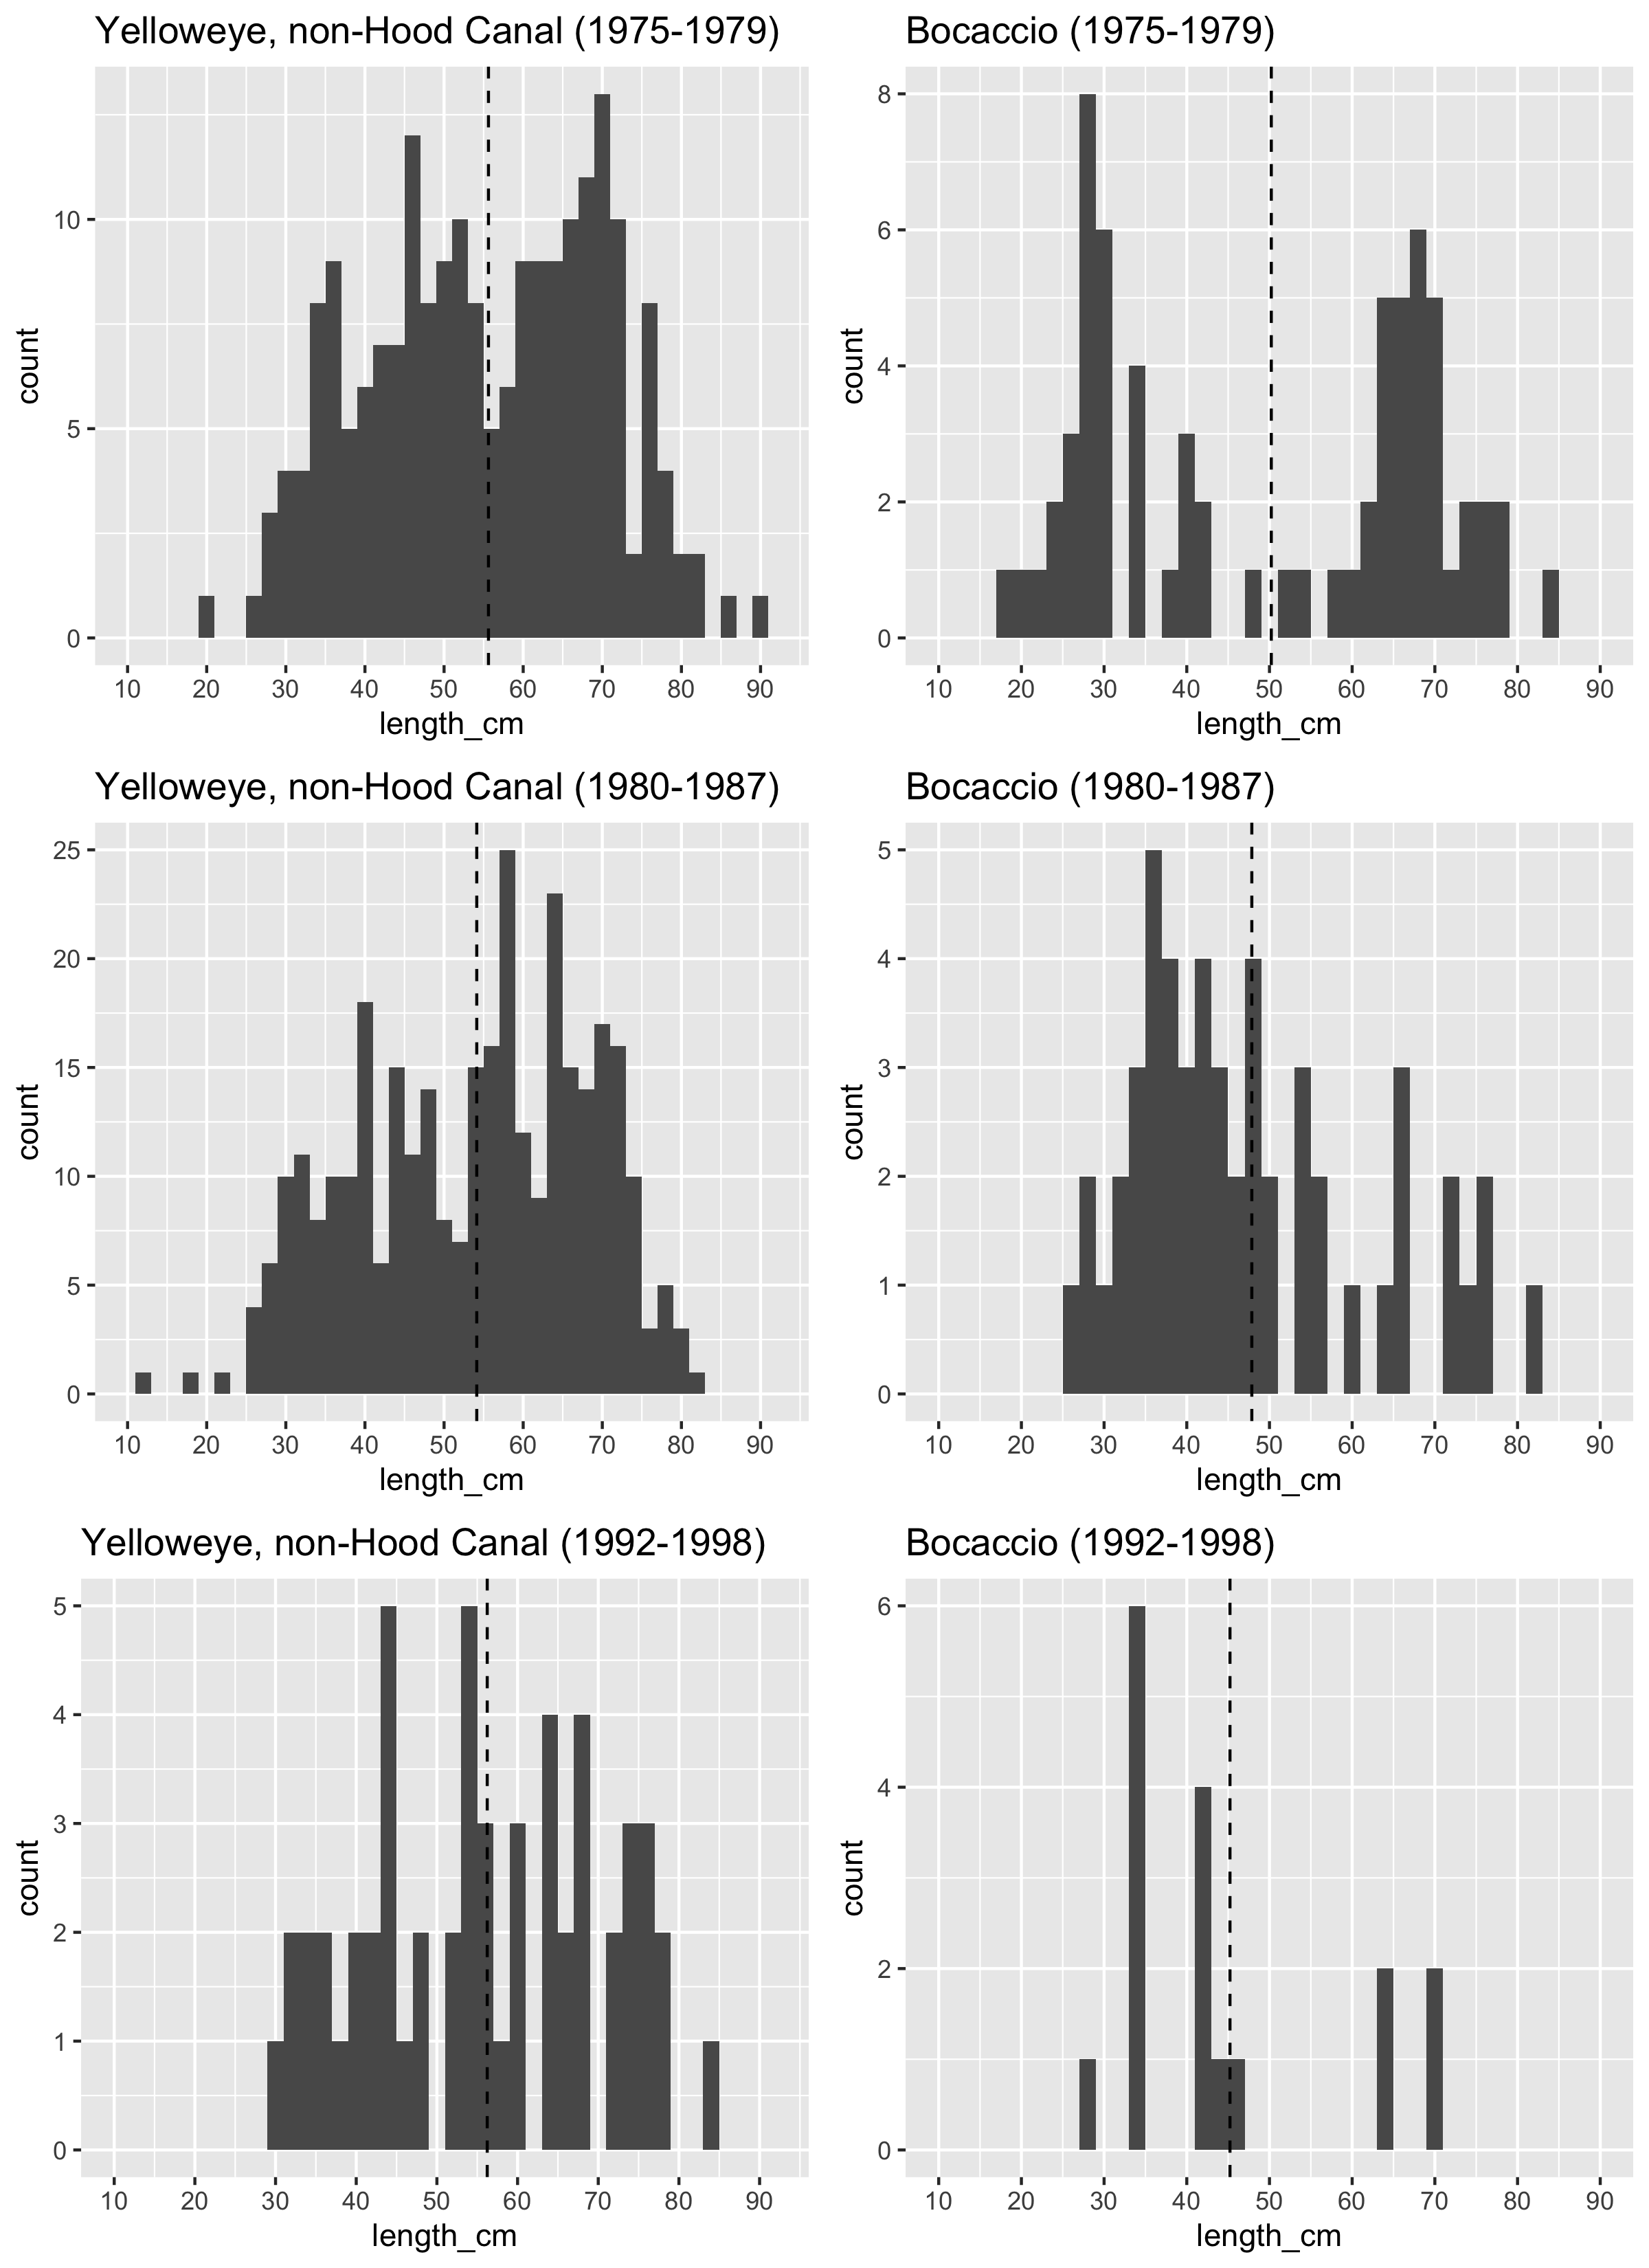 Yelloweye, non-Hood Canal (1975-1979)
10
5
0
count
10 20 30 40 50 60 70 80 90
length_cm
Bocaccio (1975-1979)
8
6
4
2
0
count
10 20 30 40 50 60 70 80 90
length_cm
Yelloweye, non-Hood Canal (1980-1987)
25
20
15
10
5
0
count
10 20 30 40 50 60 70 80 90
length_cm
Bocaccio (1980-1987)
5
4
3
2
1
0
count
10 20 30 40 50 60 70 80 90
length_cm
Yelloweye, non-Hood Canal (1992-1998)
5
4
3
2
1
0
count
10 20 30 40 50 60 70 80 90
length_cm
Bocaccio (1992-1998)
6
4
2
0
count
10 20 30 40 50 60 70 80 90
length_cm